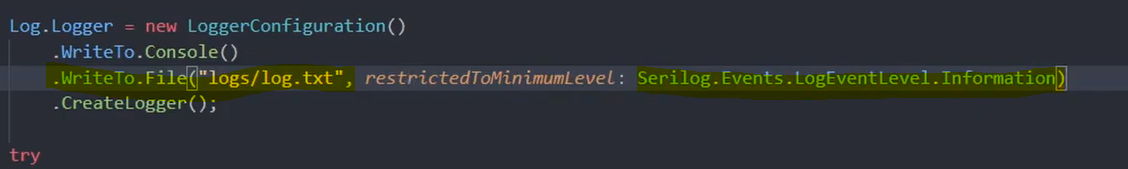 Log.Logger = new LoggerConfiguration()
.WriteTo.Console()
.WriteTo.File("logs/log.txt", restrictedToMinimumLevel: Serilog.Events.LogEventLevel.Information)
.CreateLogger();
try